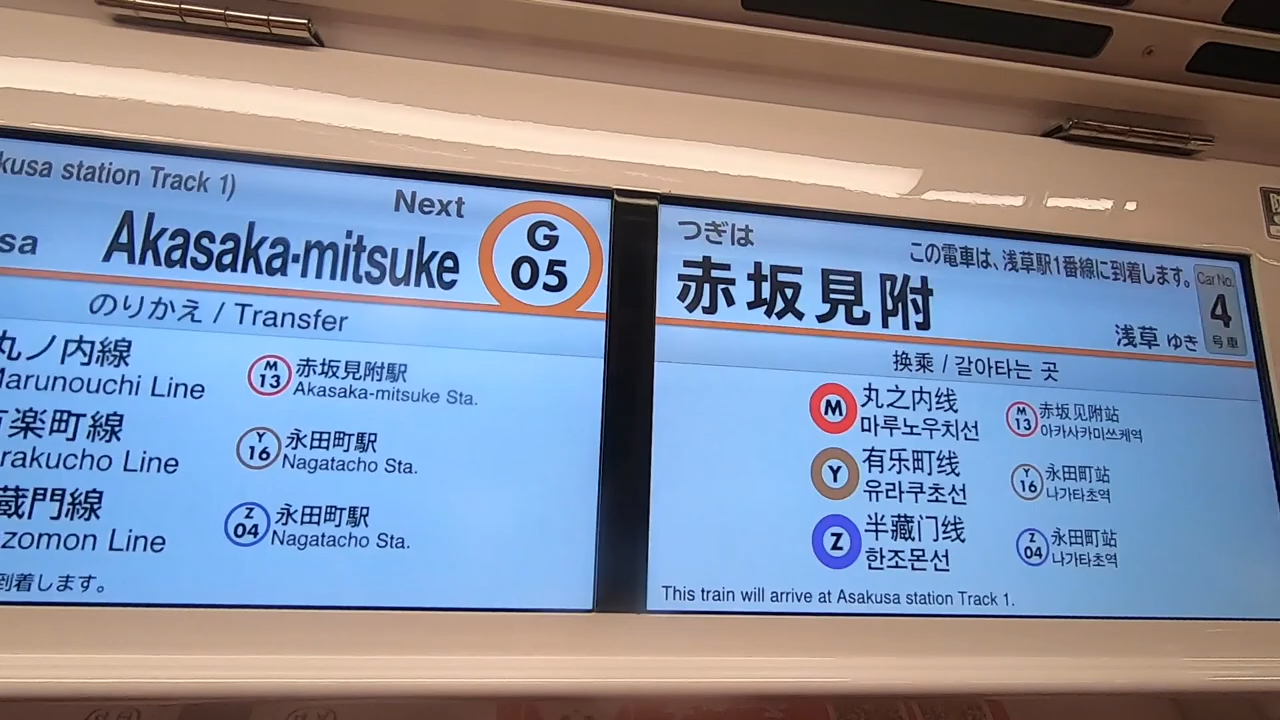 kusa station Track 1)
Next
sa Akasaka-mitsuke G 05
のりかえ / Transfer
丸ノ内線
Marunouchi Line
M 13 赤坂見附駅
Akasaka-mitsuke Sta.
有楽町線
rakucho Line
Y 16 永田町駅
Nagatacho Sta.
蔵門線
zomon Line
Z 04 永田町駅
Nagatacho Sta.
到着します。
つぎは
この電車は、浅草駅1番線に到着します。
赤坂見附
浅草 ゆき
Car No.
4
号車
换乘 / 갈아타는 곳
M 丸之内线
마루노우치선
M 13 赤坂见附站
아카사카미쓰케역
Y 有乐町线
유라쿠초선
Y 16 永田町站
나가타초역
Z 半藏门线
한조몬선
Z 04 永田町站
나가타초역
This train will arrive at Asakusa station Track 1.